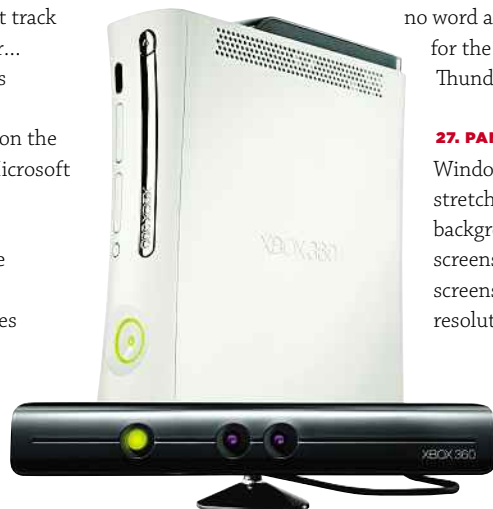 t track
r...
s
on the
icrosoft
e
es
no word a
for the
Thund
27. PAI
Windo
stretch
backgr
screens
screens
resolut
XBOX 360
XBOX 360